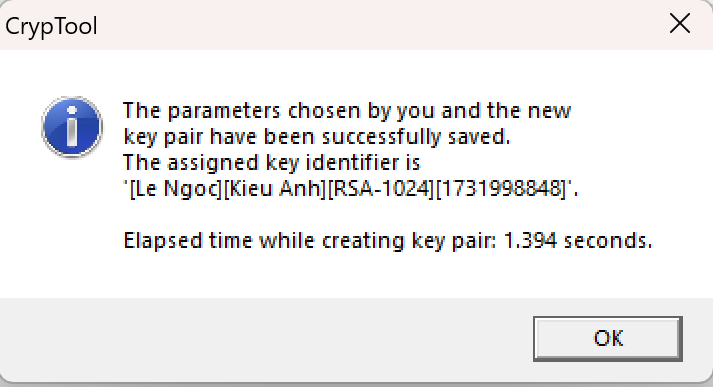 CrypTool
The parameters chosen by you and the new
key pair have been successfully saved.
The assigned key identifier is
'[Le Ngoc][Kieu Anh][RSA-1024][1731998848]'.
Elapsed time while creating key pair: 1.394 seconds.
OK